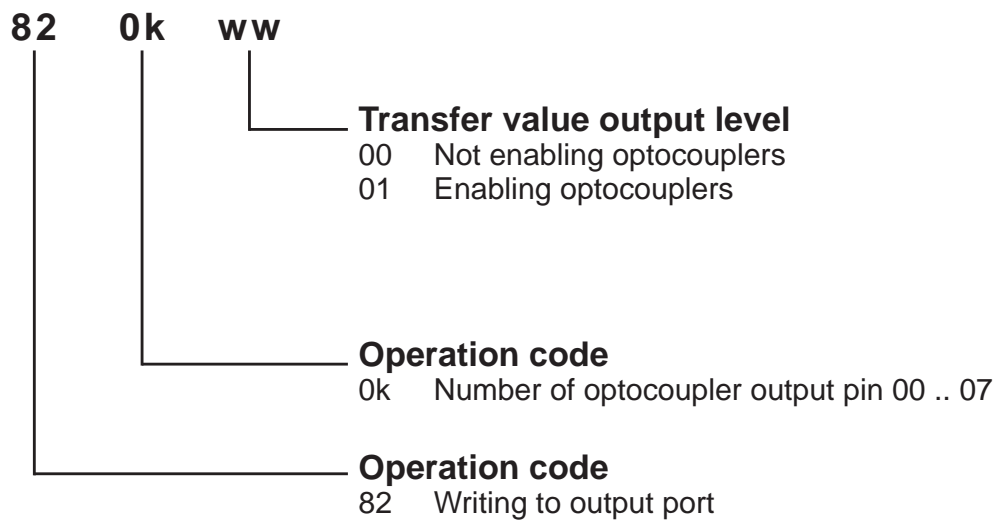 82 0k ww
Transfer value output level
00 Not enabling optocouplers
01 Enabling optocouplers
Operation code
0k Number of optocoupler output pin 00 .. 07
Operation code
82 Writing to output port